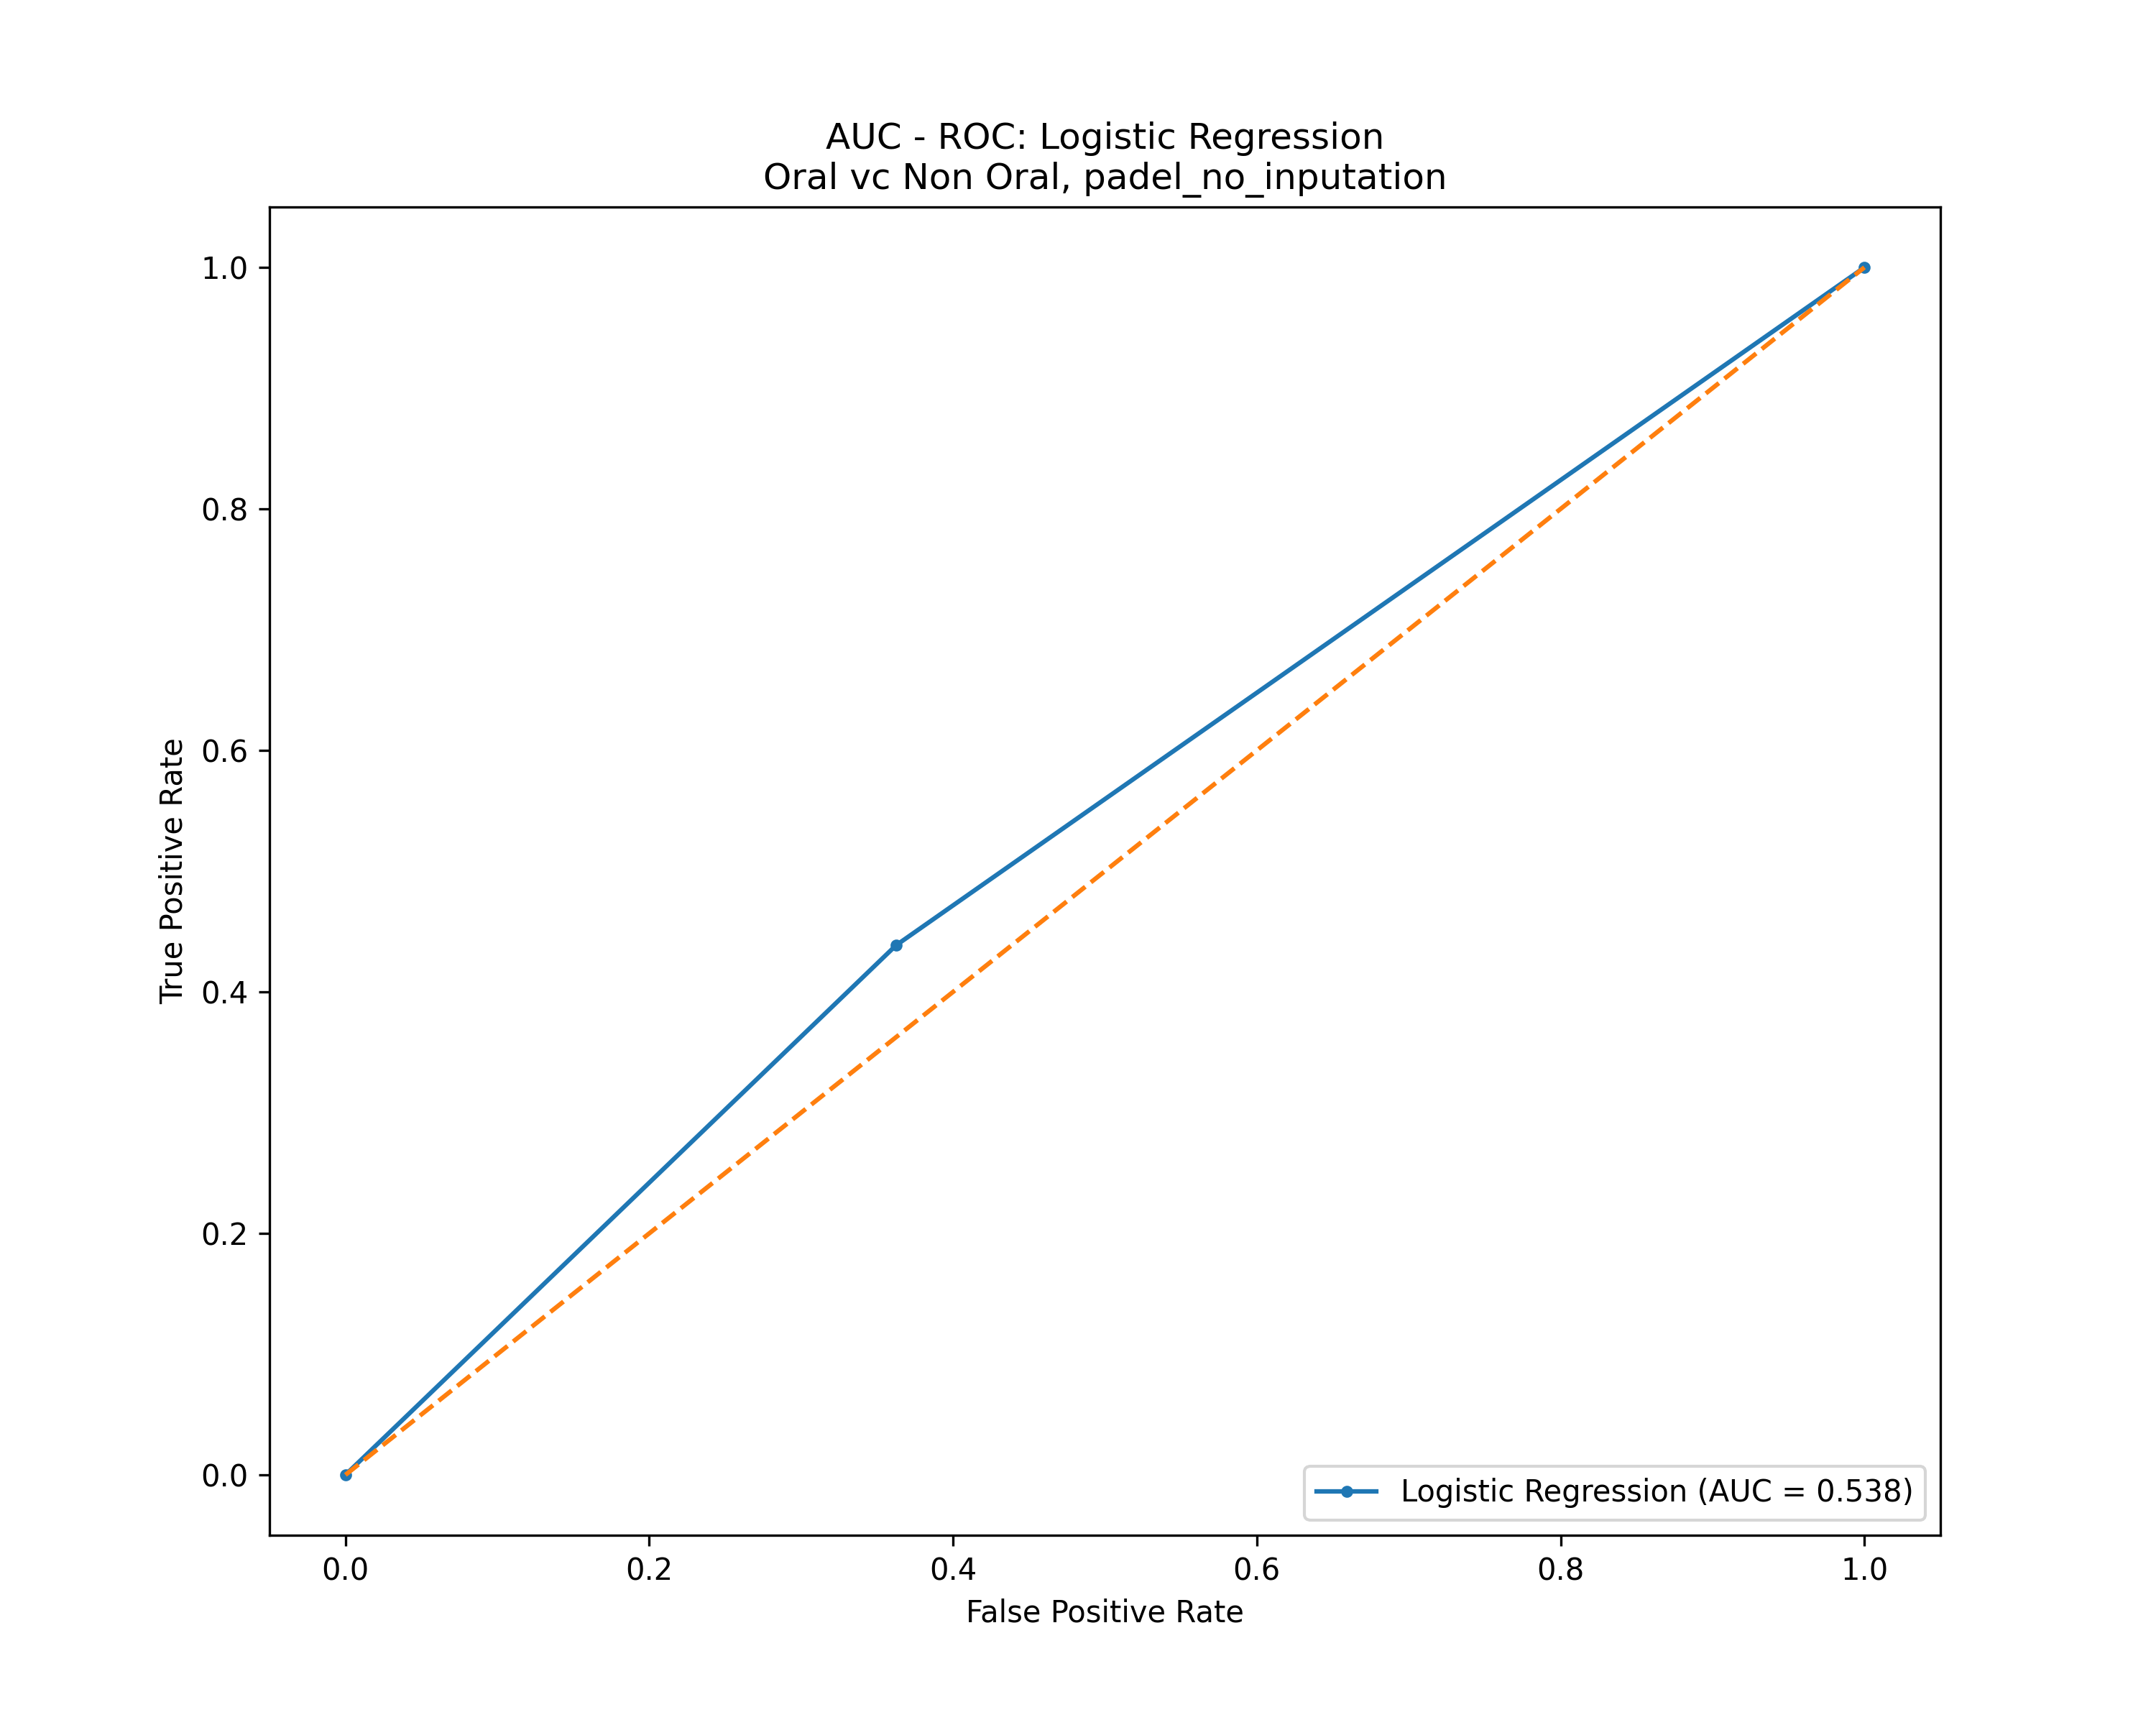 AUC - ROC: Logistic Regression
Oral vc Non Oral, padel_no_inputation
True Positive Rate
1.0
0.8
0.6
0.4
0.2
0.0
Logistic Regression (AUC = 0.538)
0.0 0.2 0.4 0.6 0.8 1.0
False Positive Rate